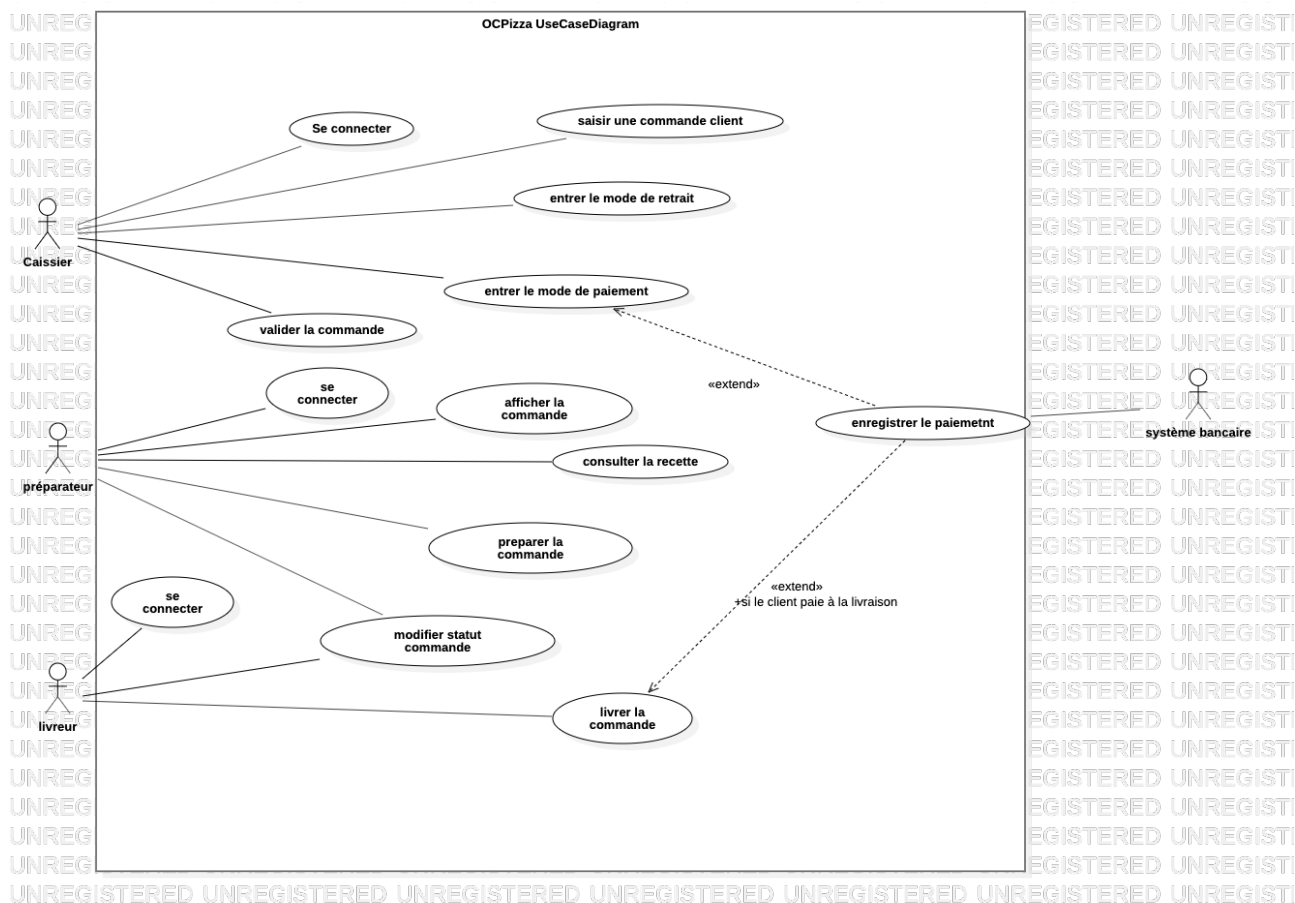 OCPizza UseCaseDiagram
Se connecter
saisir une commande client
entrer le mode de retrait
Caissier
entrer le mode de paiement
valider la commande
se
connecter
afficher la
commande
«extend»
enregistrer le paiemetnt
système bancaire
consulter la recette
préparateur
preparer la
commande
se
connecter
«extend»
+si le client paie à la livraison
modifier statut
commande
livreur
livrer la
commande
UNREGISTERED UNREGISTERED UNREGISTERED UNREGISTERED UNREGISTERED UNREGISTERED UNREGISTI